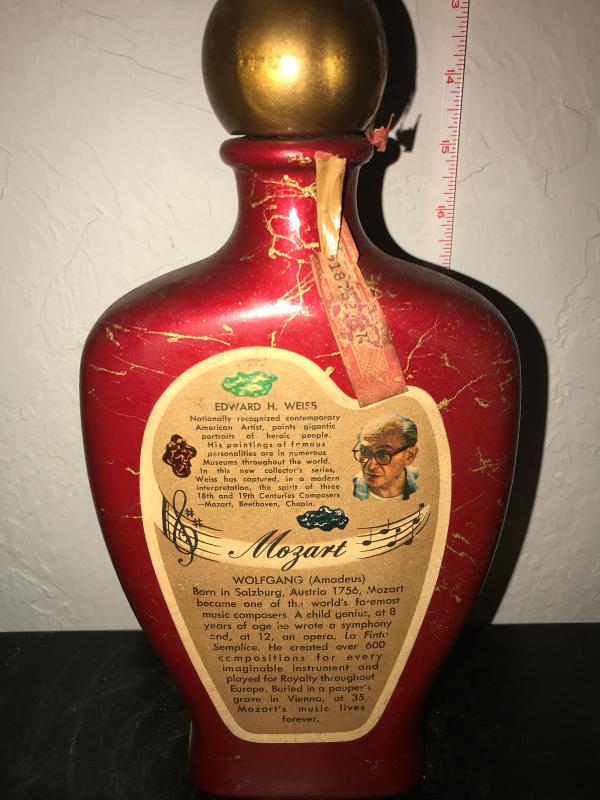 13
14
15
16
EDWARD H. WEISS
Nationally recognized contemporary
American Artist, paints gigantic
portraits of heroic people.
His paintings of famous
personalities are in numerous
Museums throughout the world.
In this new collector's series,
Weiss has captured, in a modern
interpretation, the spirit of three
18th and 19th Centuries Composers
—Mozart, Beethoven, Chopin.
Mozart
WOLFGANG (Amadeus)
Born in Salzburg, Austria 1756, Mozart
became one of the world's foremost
music composers. A child genius, at 8
years of age he wrote a symphony
and, at 12, an opera, La Finta
Semplice. He created over 600
compositions for every
imaginable instrument and
played for Royalty throughout
Europe. Buried in a pauper's
grave in Vienna, at 35,
Mozart's music lives
forever.